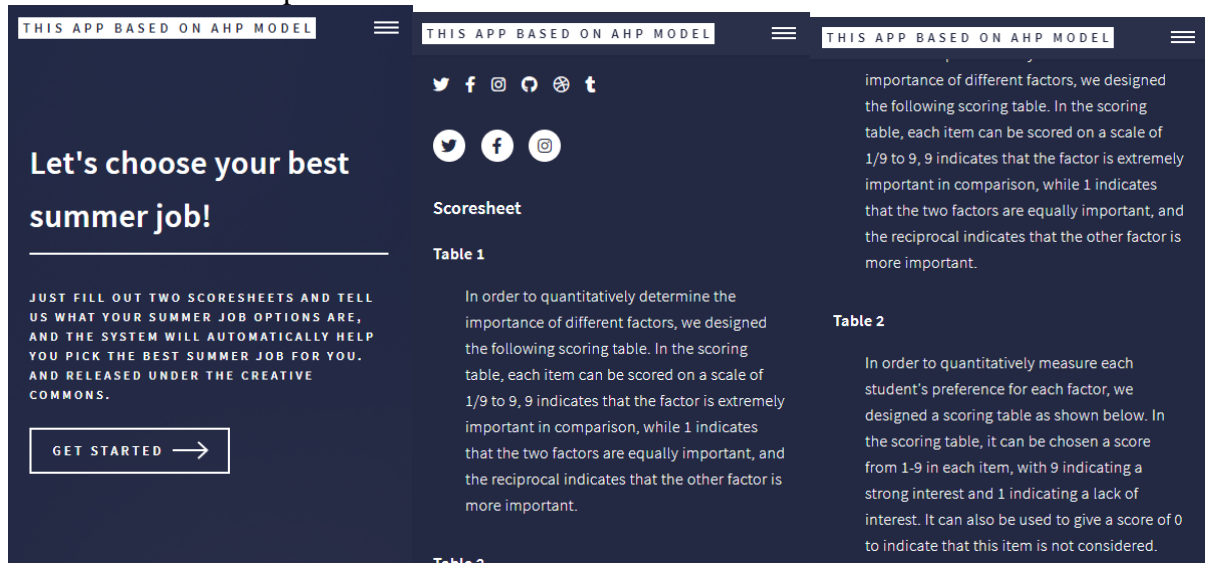 THIS APP BASED ON AHP MODEL
Let's choose your best
summer job!
JUST FILL OUT TWO SCORESHEETS AND TELL
US WHAT YOUR SUMMER JOB OPTIONS ARE,
AND THE SYSTEM WILL AUTOMATICALLY HELP
YOU PICK THE BEST SUMMER JOB FOR YOU.
AND RELEASED UNDER THE CREATIVE
COMMONS.
GET STARTED
THIS APP BASED ON AHP MODEL
Scoresheet
Table 1
In order to quantitatively determine the
importance of different factors, we designed
the following scoring table. In the scoring
table, each item can be scored on a scale of
1/9 to 9, 9 indicates that the factor is extremely
important in comparison, while 1 indicates
that the two factors are equally important, and
the reciprocal indicates that the other factor is
more important.
THIS APP BASED ON AHP MODEL
importance of different factors, we designed
the following scoring table. In the scoring
table, each item can be scored on a scale of
1/9 to 9, 9 indicates that the factor is extremely
important in comparison, while 1 indicates
that the two factors are equally important, and
the reciprocal indicates that the other factor is
more important.
Table 2
In order to quantitatively measure each
student's preference for each factor, we
designed a scoring table as shown below. In
the scoring table, it can be chosen a score
from 1-9 in each item, with 9 indicating a
strong interest and 1 indicating a lack of
interest. It can also be used to give a score of 0
to indicate that this item is not considered.